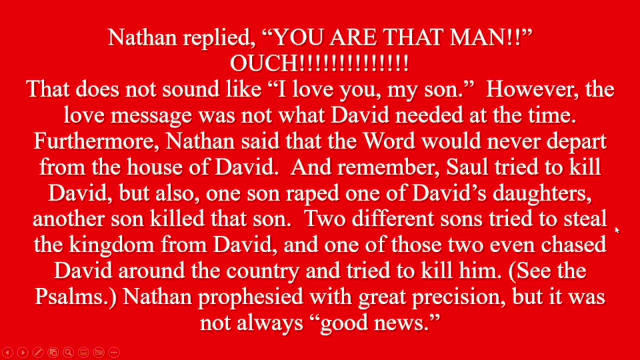 Nathan replied, “YOU ARE THAT MAN!!”
OUCH!!!!!!!!!!!!!!
That does not sound like “I love you, my son.”  However, the
love message was not what David needed at the time.
Furthermore, Nathan said that the Word would never depart
from the house of David.  And remember, Saul tried to kill
David, but also, one son raped one of David’s daughters,
another son killed that son.  Two different sons tried to steal
the kingdom from David, and one of those two even chased
David around the country and tried to kill him. (See the
Psalms.) Nathan prophesied with great precision, but it was
not always “good news.”